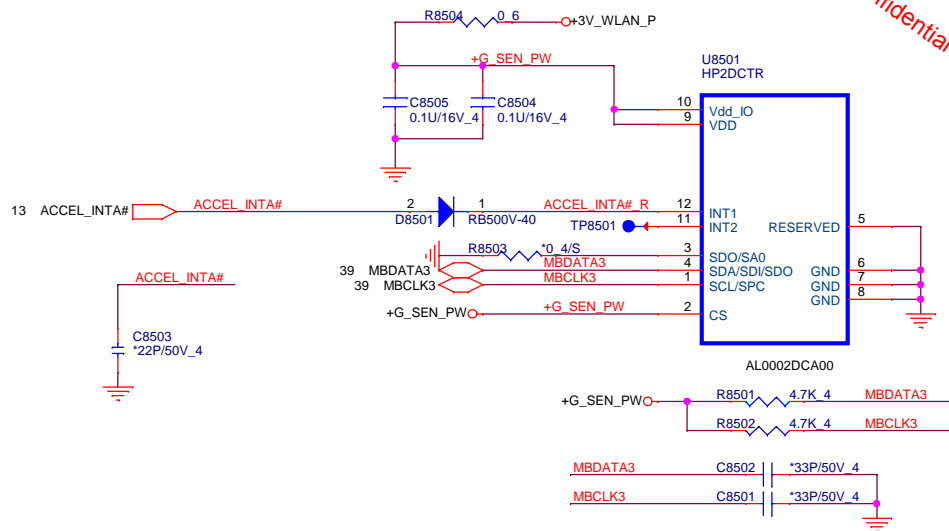 R8504 0_6
+3V_WLAN_P
+G_SEN_PW
C8505
0.1U/16V_4
C8504
0.1U/16V_4
U8501
HP2DCTR
10 Vdd_IO
9 VDD
13 ACCEL_INTA# ACCEL_INTA#
2 D8501 1 RB500V-40
ACCEL_INTA#_R
12 INT1
TP8501 11 INT2
RESERVED 5
R8503 *0_4/S
3 SDO/SA0
39 MBDATA3 MBDATA3 4 SDA/SDI/SDO
39 MBCLK3 MBCLK3 1 SCL/SPC
GND 6
GND 7
GND 8
+G_SEN_PW +G_SEN_PW 2 CS
ACCEL_INTA#
C8503
*22P/50V_4
AL0002DCA00
+G_SEN_PW R8501 4.7K_4 MBDATA3
R8502 4.7K_4 MBCLK3
MBDATA3 C8502 *33P/50V_4
MBCLK3 C8501 *33P/50V_4